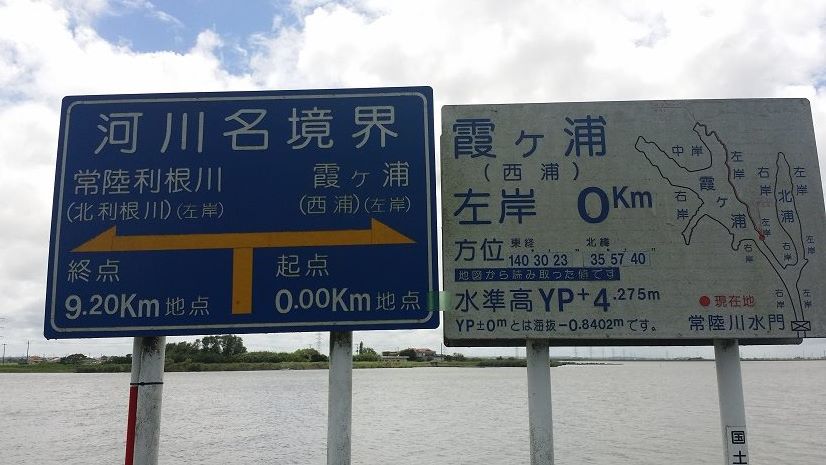 河川名境界
常陸利根川
(北利根川)(左岸)
霞ヶ浦
(西浦)(左岸)
終点
9.20Km地点
起点
0.00Km地点
霞ヶ浦
(西浦)
左岸 0Km
方位 東経 140 30 23 北緯 35 57 40
地図から読み取った値です
水準高YP+4.275m
YP±0mとは海抜-0.8402mです。
中岸
左岸
右岸
霞ヶ浦
右岸
北浦
左岸
左岸
右岸
現在地
常陸川水門
国土